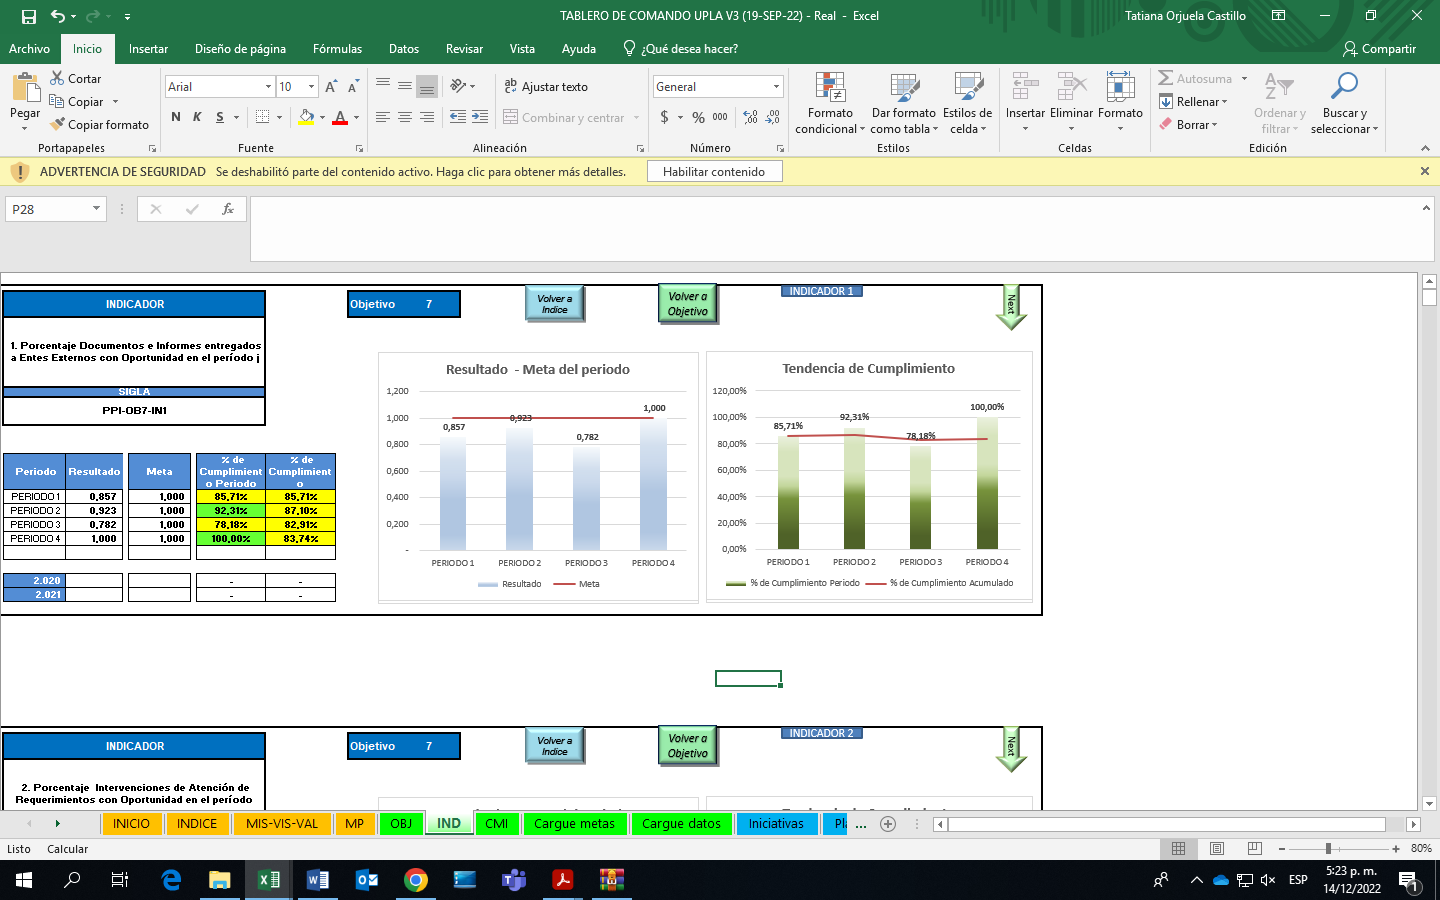 TABLERO DE COMANDO UPLA V3 (19-SEP-22) - Real - Excel
Tatiana Orjuela Castillo
Archivo Inicio Insertar Diseño de página Fórmulas Datos Revisar Vista Ayuda ¿Qué desea hacer? Compartir
Pegar
Cortar
Copiar
Copiar formato
Portapapeles
Arial 10
N K S
Fuente
Ajustar texto
Combinar y centrar
Alineación
General
$ % 000
Número
Formato condicional
Dar formato como tabla
Estilos de celda
Estilos
Insertar Eliminar Formato
Celdas
Autosuma
Rellenar
Borrar
Ordenar y filtrar
Buscar y seleccionar
Edición
ADVERTENCIA DE SEGURIDAD Se deshabilitó parte del contenido activo. Haga clic para obtener más detalles. Habilitar contenido
P28
fx
INDICADOR
1. Porcentaje Documentos e Informes entregados
a Entes Externos con Oportunidad en el período j
SIGLA
PPI-OB7-IN1
Objetivo 7
Volver a
Indice
Volver a
Objetivo
INDICADOR 1
Next
Periodo Resultado Meta % de Cumplimiento Periodo % de Cumplimiento
PERIODO 1 0,857 1,000 85,71% 85,71%
PERIODO 2 0,923 1,000 92,31% 87,10%
PERIODO 3 0,782 1,000 78,18% 82,91%
PERIODO 4 1,000 1,000 100,00% 83,74%
2.020 - -
2.021 - -
Resultado - Meta del periodo
1,200
1,000
0,800
0,600
0,400
0,200
-
0,857
0,923
0,782
1,000
PERIODO 1 PERIODO 2 PERIODO 3 PERIODO 4
Resultado Meta
Tendencia de Cumplimiento
120,00%
100,00%
80,00%
60,00%
40,00%
20,00%
0,00%
85,71%
92,31%
78,18%
100,00%
PERIODO 1 PERIODO 2 PERIODO 3 PERIODO 4
% de Cumplimiento Periodo % de Cumplimiento Acumulado
INDICADOR
2. Porcentaje Intervenciones de Atención de
Requerimientos con Oportunidad en el período
Objetivo 7
Volver a
Indice
Volver a
Objetivo
INDICADOR 2
Next
INICIO INDICE MIS-VIS-VAL MP OBJ IND CMI Cargue metas Cargue datos Iniciativas Pl ...
Listo Calcular
80%
ESP
5:23 p. m.
14/12/2022
1